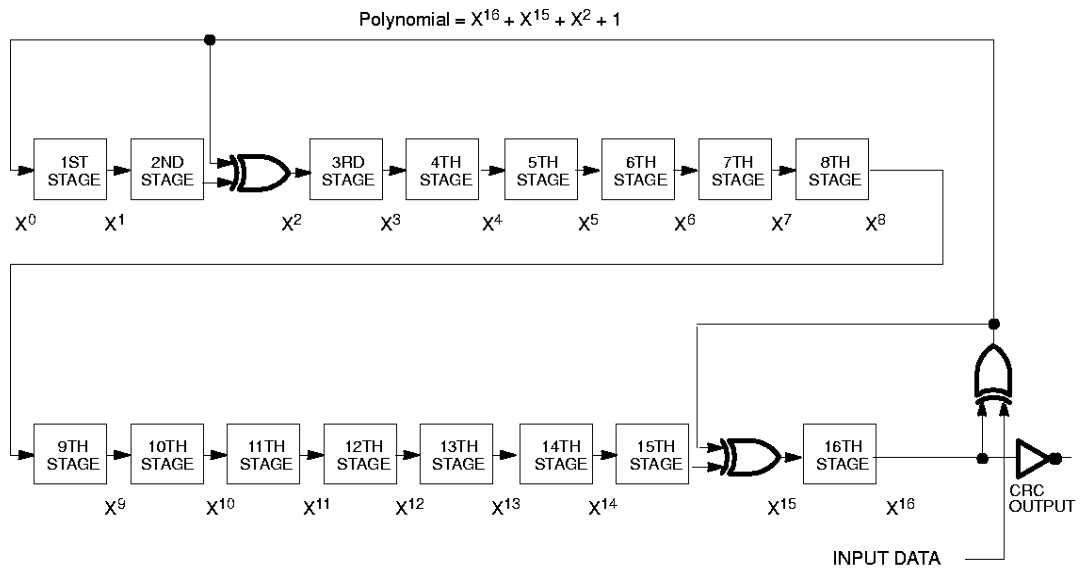 Polynomial = X16 + X15 + X2 + 1
1ST STAGE
2ND STAGE
3RD STAGE
4TH STAGE
5TH STAGE
6TH STAGE
7TH STAGE
8TH STAGE
X0
X1
X2
X3
X4
X5
X6
X7
X8
9TH STAGE
10TH STAGE
11TH STAGE
12TH STAGE
13TH STAGE
14TH STAGE
15TH STAGE
16TH STAGE
X9
X10
X11
X12
X13
X14
X15
X16
CRC OUTPUT
INPUT DATA